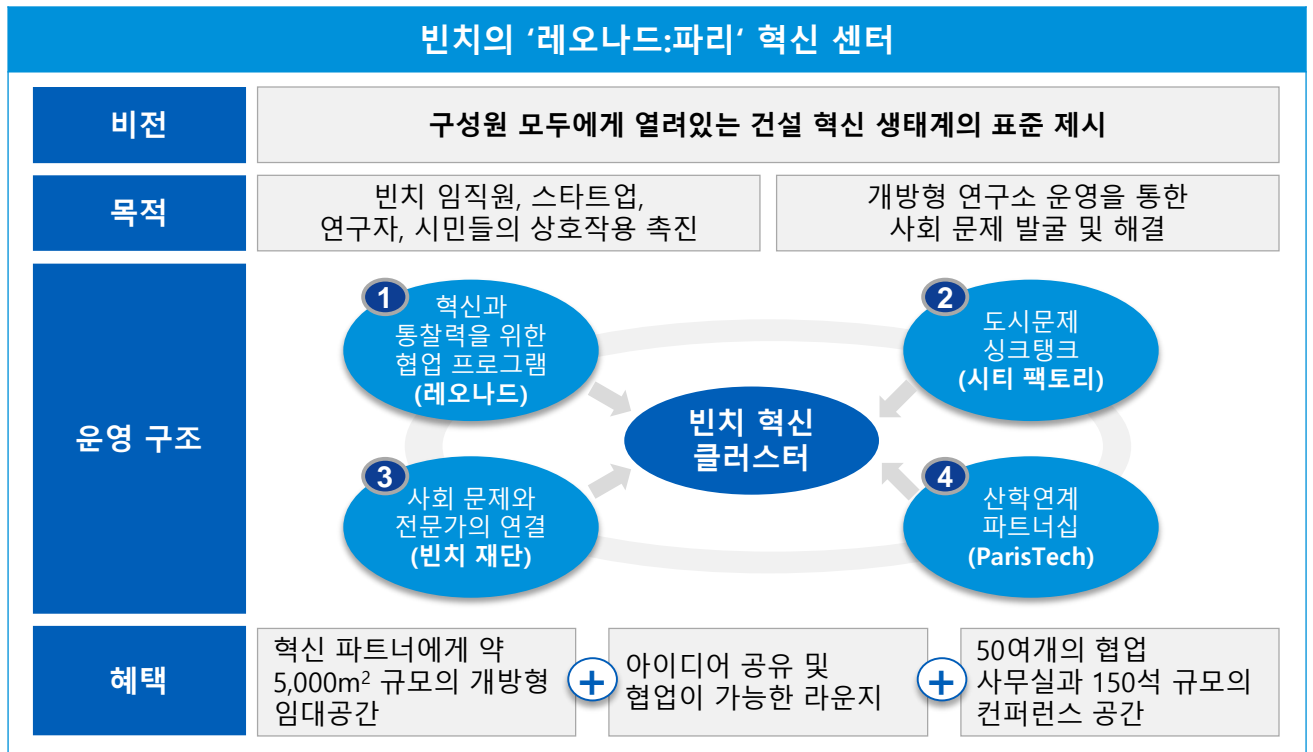 빈치의 ‘레오나드:파리‘ 혁신 센터
비전
구성원 모두에게 열려있는 건설 혁신 생태계의 표준 제시
목적
빈치 임직원, 스타트업,
연구자, 시민들의 상호작용 촉진
개방형 연구소 운영을 통한
사회 문제 발굴 및 해결
운영 구조
1
혁신과
통찰력을 위한
협업 프로그램
(레오나드)
2
도시문제
싱크탱크
(시티 팩토리)
빈치 혁신
클러스터
3
사회 문제와
전문가의 연결
(빈치 재단)
4
산학연계
파트너십
(ParisTech)
혜택
혁신 파트너에게 약
5,000m² 규모의 개방형
임대공간
+
아이디어 공유 및
협업이 가능한 라운지
+
50여개의 협업
사무실과 150석 규모의
컨퍼런스 공간